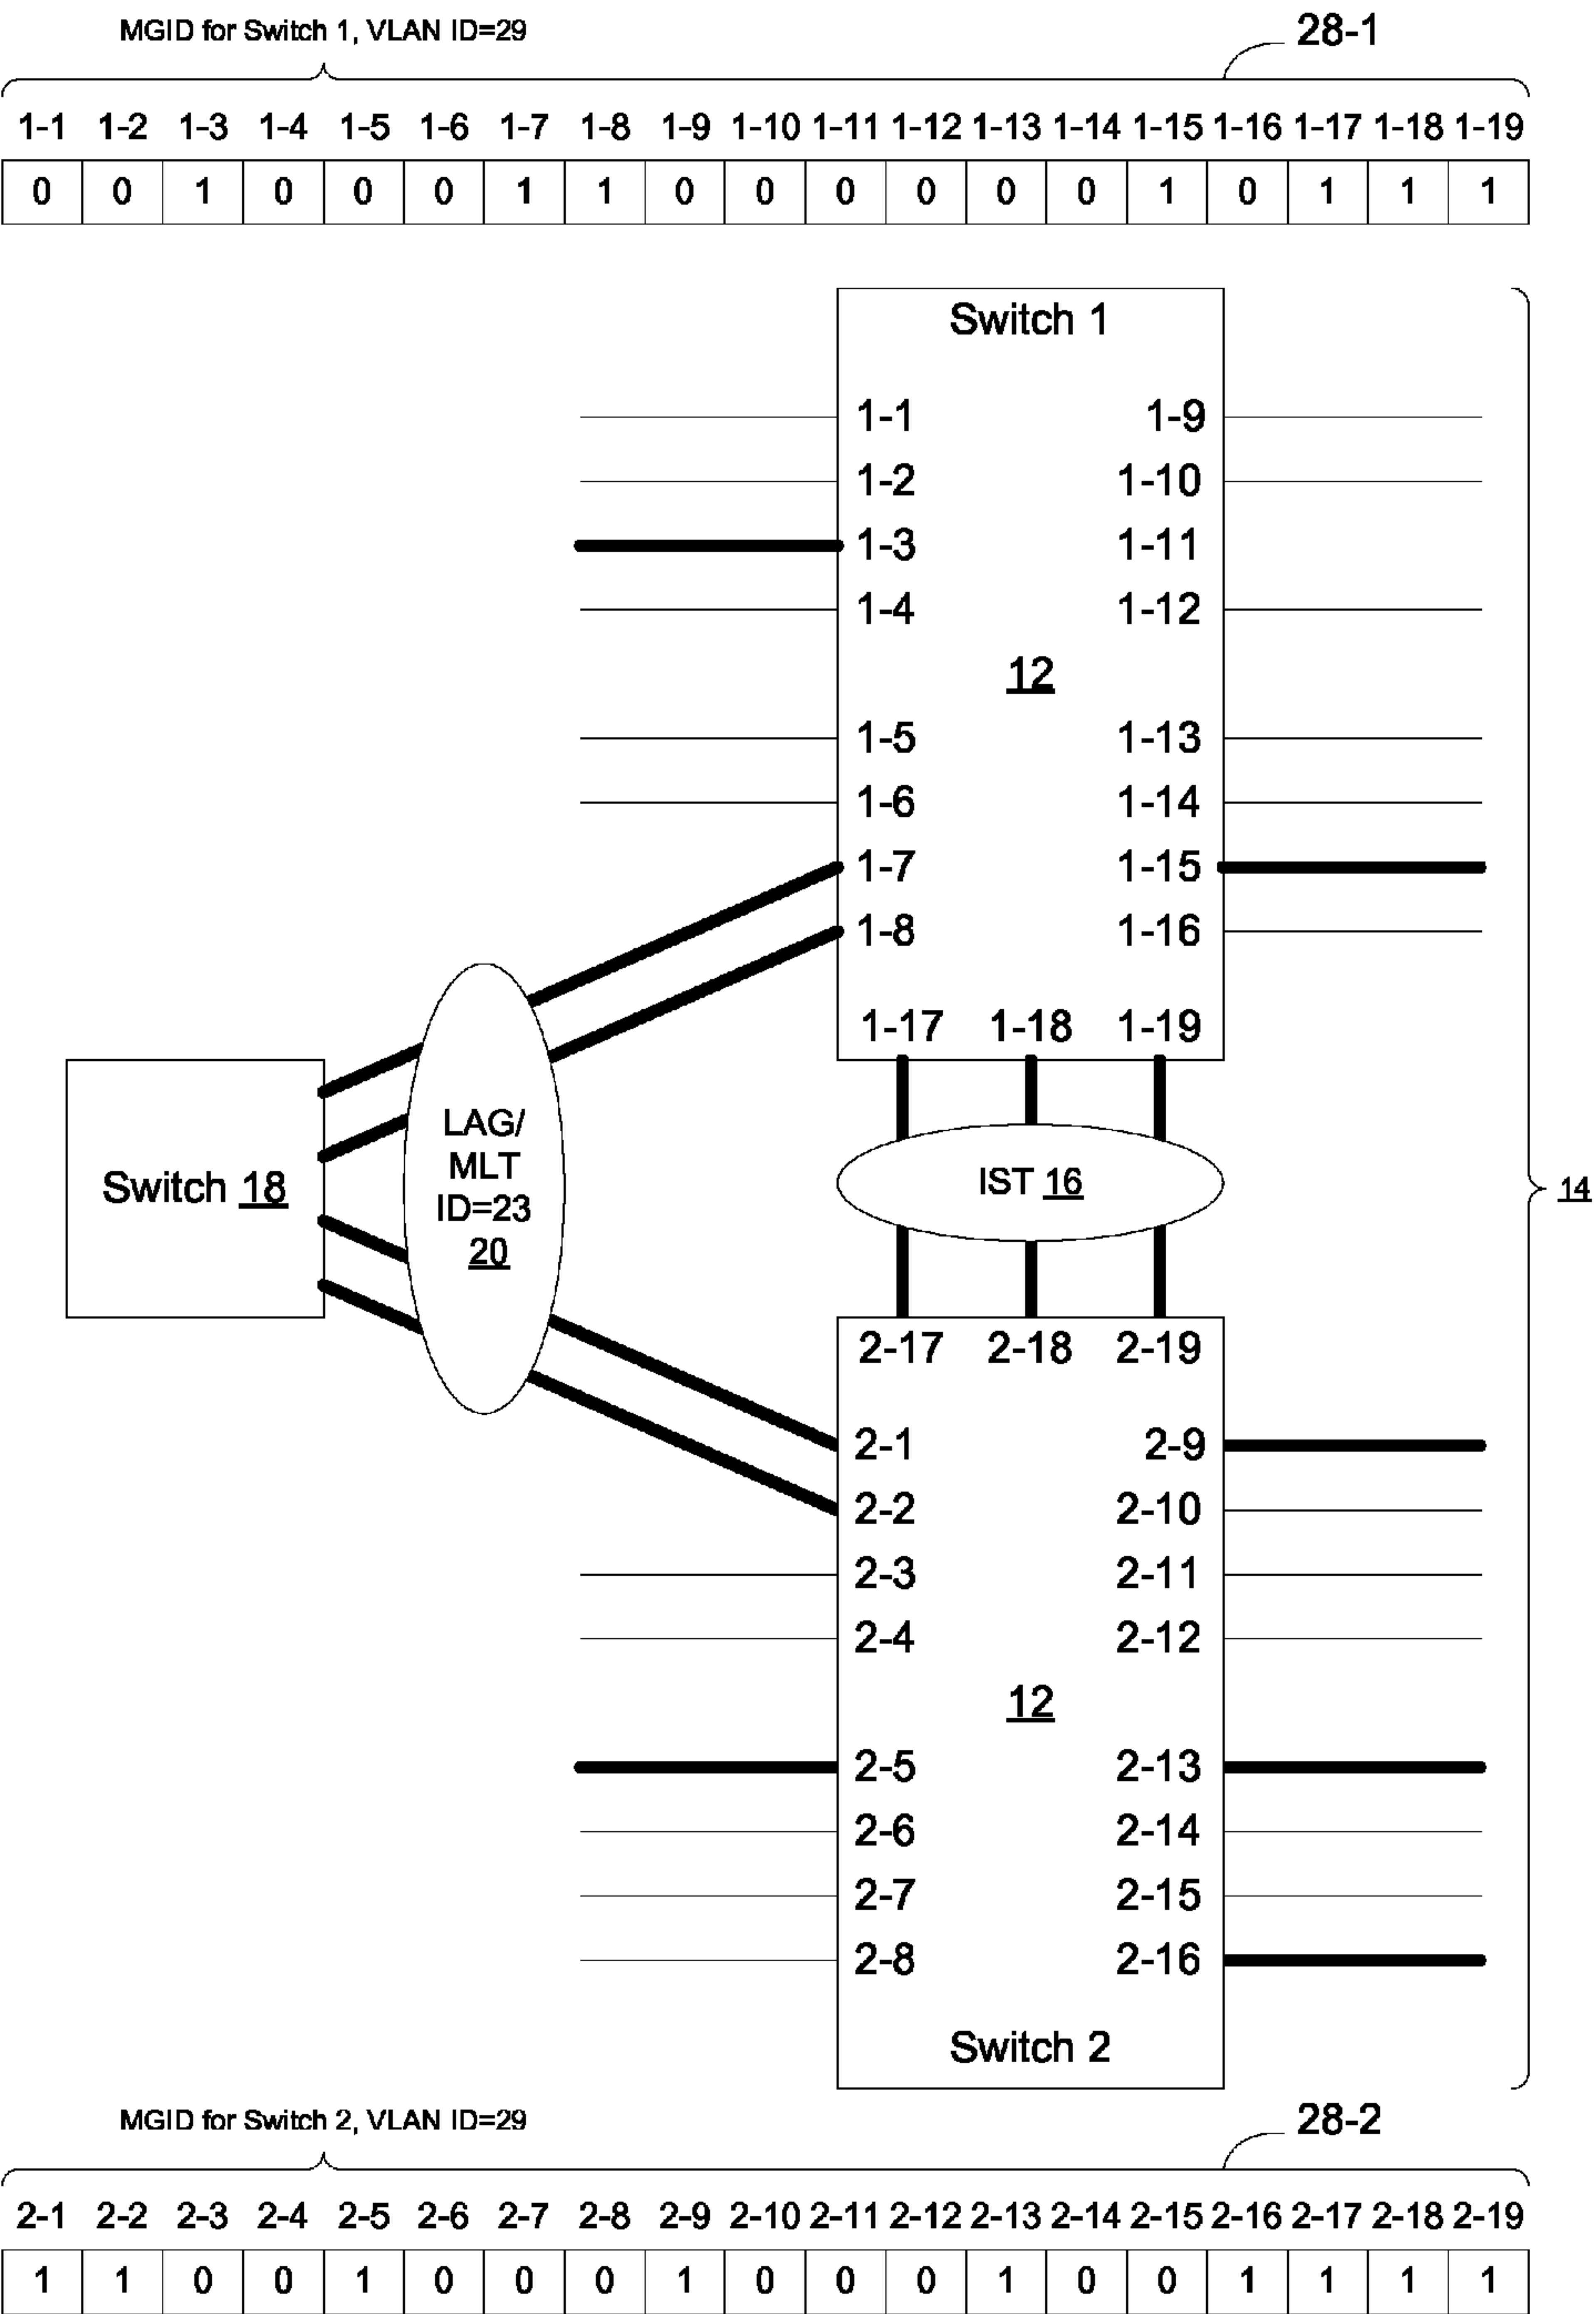 MGID for Switch 1, VLAN ID=29
28-1
1-1 1-2 1-3 1-4 1-5 1-6 1-7 1-8 1-9 1-10 1-11 1-12 1-13 1-14 1-15 1-16 1-17 1-18 1-19
0 0 1 0 0 0 1 1 0 0 0 0 0 0 1 0 1 1 1
Switch 1
1-1 1-9
1-2 1-10
1-3 1-11
1-4 1-12
12
1-5 1-13
1-6 1-14
1-7 1-15
1-8 1-16
1-17 1-18 1-19
LAG/
MLT
ID=23
20
Switch 18
IST 16
14
2-17 2-18 2-19
2-1 2-9
2-2 2-10
2-3 2-11
2-4 2-12
12
2-5 2-13
2-6 2-14
2-7 2-15
2-8 2-16
Switch 2
MGID for Switch 2, VLAN ID=29
28-2
2-1 2-2 2-3 2-4 2-5 2-6 2-7 2-8 2-9 2-10 2-11 2-12 2-13 2-14 2-15 2-16 2-17 2-18 2-19
1 1 0 0 1 0 0 0 1 0 0 0 1 0 0 1 1 1 1